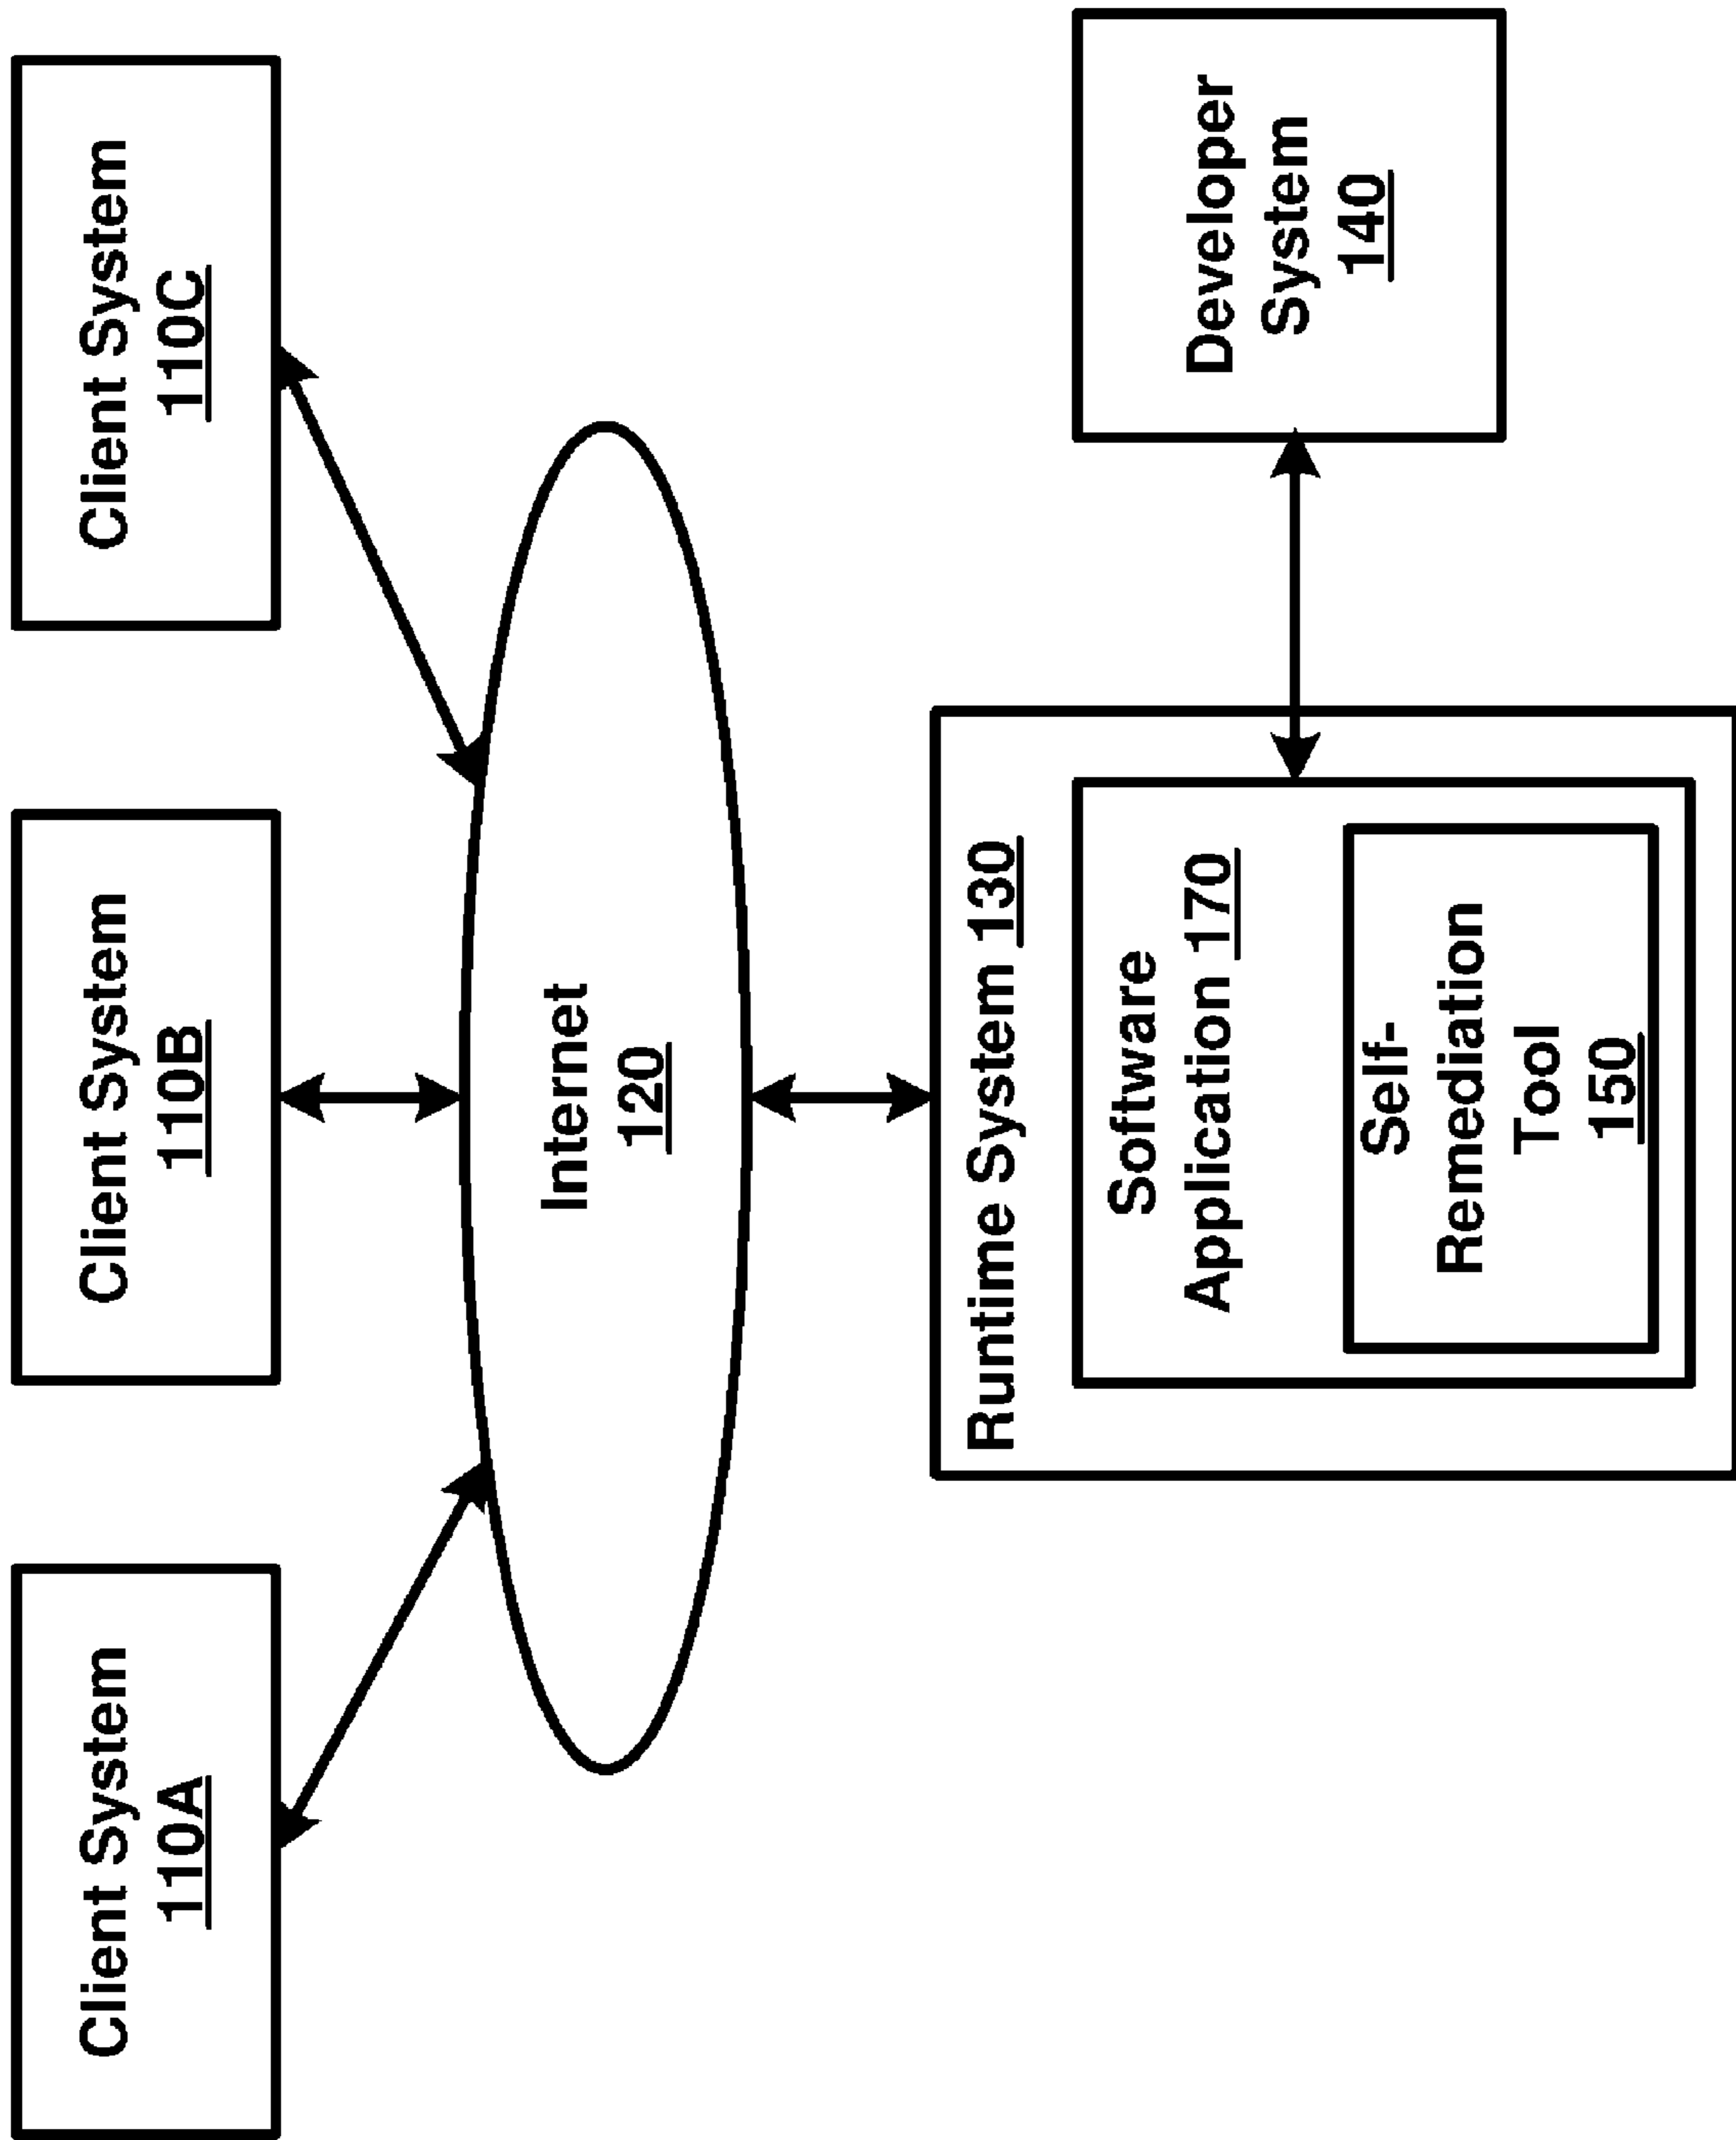 Client System
110A
Client System
110B
Client System
110C
Internet
120
Runtime System 130
Software
Application 170
Self-
Remediation
Tool
150
Developer
System
140